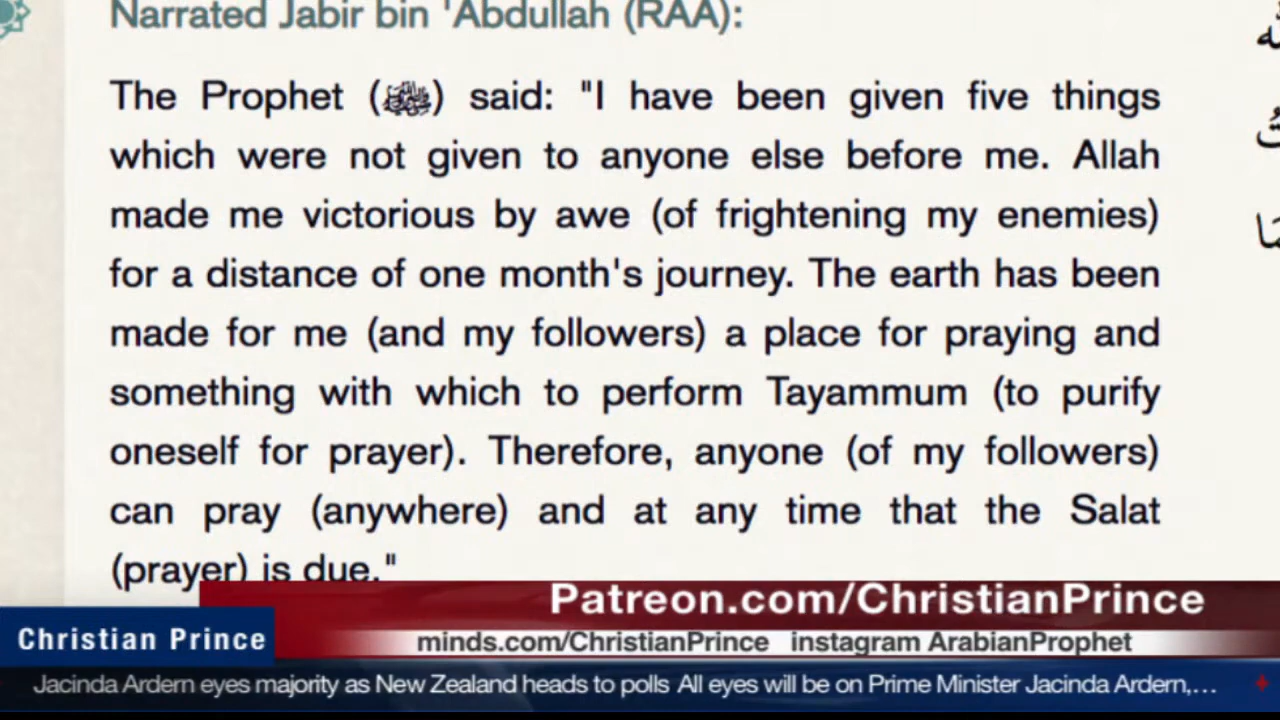 Narrated Jabir bin 'Abdullah (RAA):
The Prophet (ﷺ) said: "I have been given five things
which were not given to anyone else before me. Allah
made me victorious by awe (of frightening my enemies)
for a distance of one month's journey. The earth has been
made for me (and my followers) a place for praying and
something with which to perform Tayammum (to purify
oneself for prayer). Therefore, anyone (of my followers)
can pray (anywhere) and at any time that the Salat
(prayer) is due."
Patreon.com/ChristianPrince
Christian Prince
minds.com/ChristianPrince instagram ArabianProphet
Jacinda Ardern eyes majority as New Zealand heads to polls All eyes will be on Prime Minister Jacinda Ardern,...